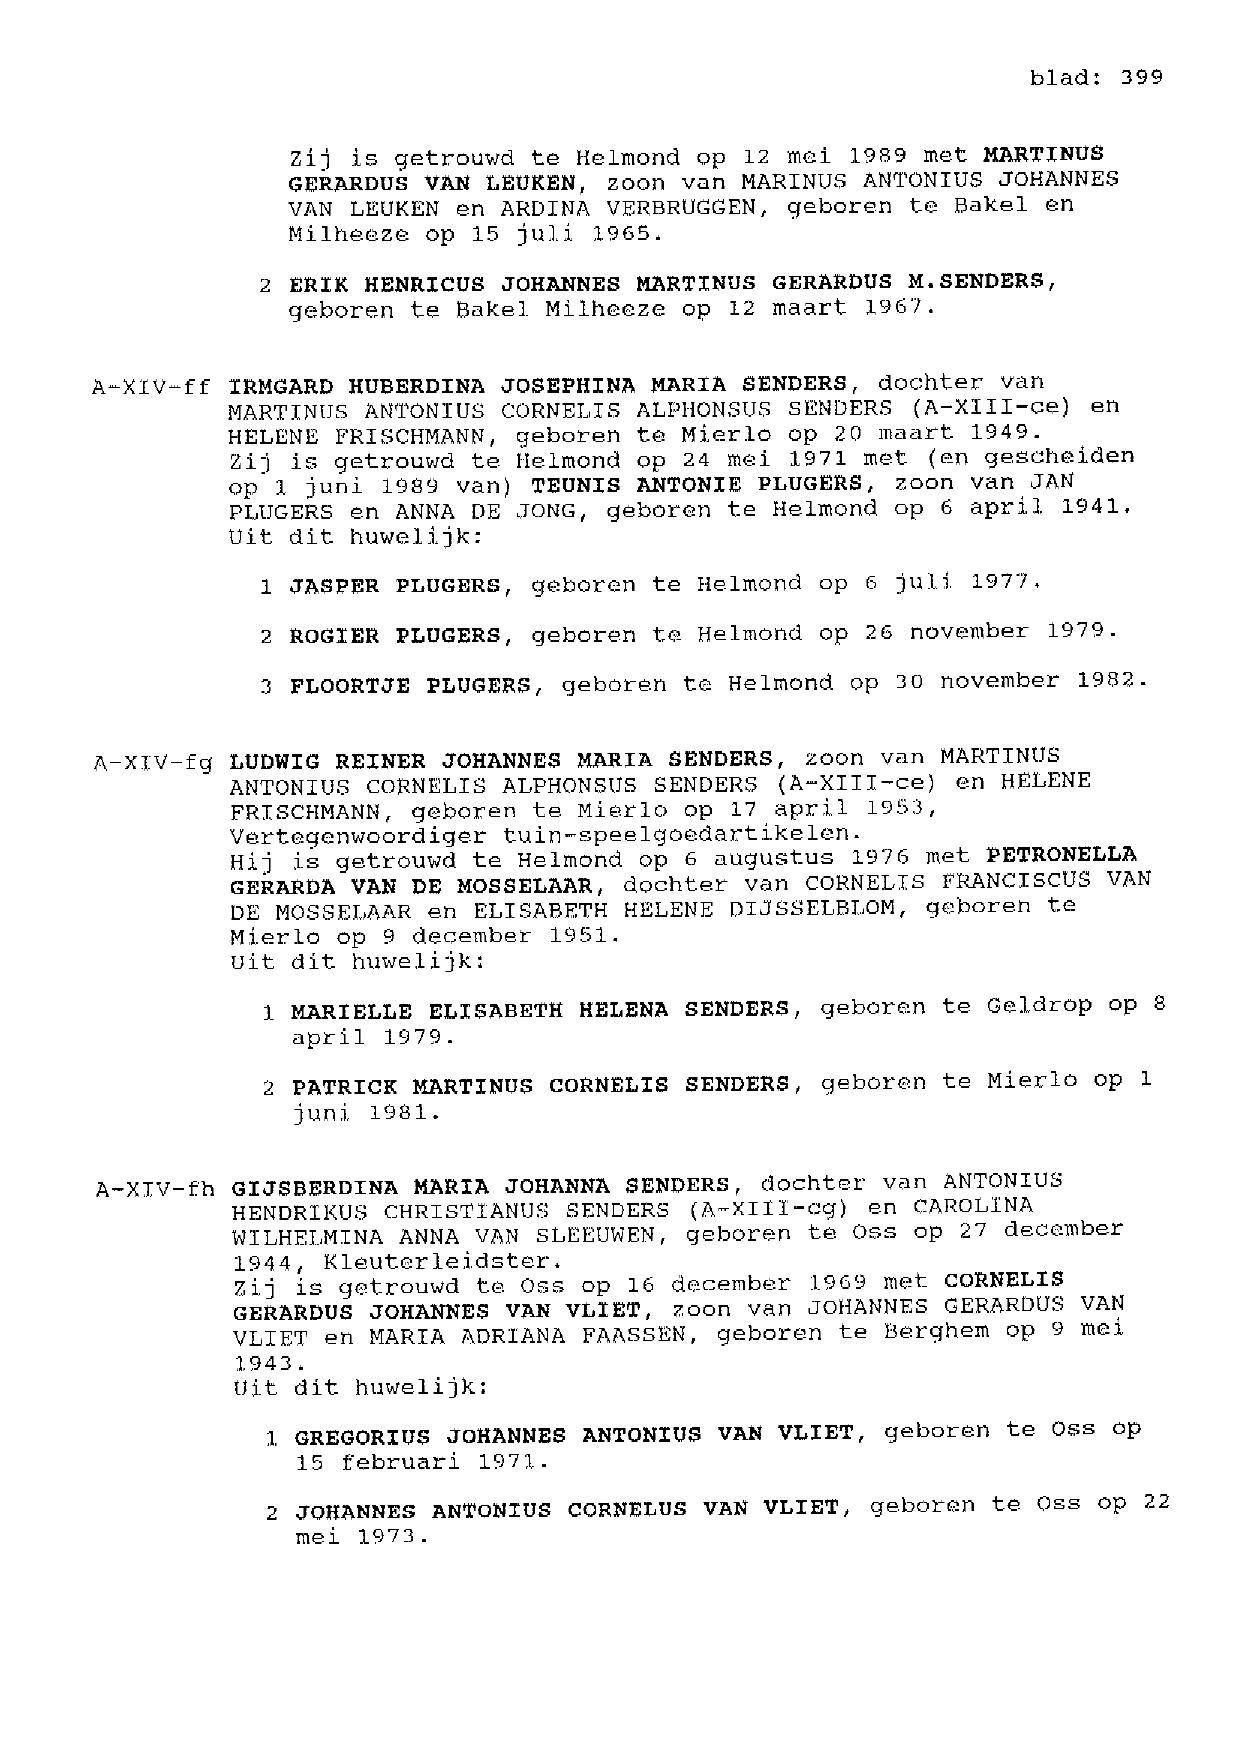 blad: 399
Zij is getrouwd te Helmond op 12 mei 1989 met MARTINUS
GERARDUS VAN LEUKEN, zoon van MARINUS ANTONIUS JOHANNES
VAN LEUKEN en ARDINA VERBRUGGEN, geboren te Bakel en
Milheeze op 15 juli 1965.
2 ERIK HENRICUS JOHANNES MARTINUS GERARDUS M.SENDERS,
geboren te Bakel Milheeze op 12 maart 1967.
A-XIV-ff IRMGARD HUBERDINA JOSEPHINA MARIA SENDERS, dochter van
MARTINUS ANTONIUS CORNELIS ALPHONSUS SENDERS (A-XIII-ce) en
HELENE FRISCHMANN, geboren te Mierlo op 20 maart 1949.
Zij is getrouwd te Helmond op 24 mei 1971 met (en gescheiden
op 1 juni 1989 van) TEUNIS ANTONIE PLUGERS, zoon van JAN
PLUGERS en ANNA DE JONG, geboren te Helmond op 6 april 1941.
Uit dit huwelijk:
1 JASPER PLUGERS, geboren te Helmond op 6 juli 1977.
2 ROGIER PLUGERS, geboren te Helmond op 26 november 1979.
3 FLOORTJE PLUGERS, geboren te Helmond op 30 november 1982.
A-XIV-fg LUDWIG REINER JOHANNES MARIA SENDERS, zoon van MARTINUS
ANTONIUS CORNELIS ALPHONSUS SENDERS (A-XIII-ce) en HELENE
FRISCHMANN, geboren te Mierlo op 17 april 1953,
Vertegenwoordiger tuin-speelgoedartikelen.
Hij is getrouwd te Helmond op 6 augustus 1976 met PETRONELLA
GERARDA VAN DE MOSSELAAR, dochter van CORNELIS FRANCISCUS VAN
DE MOSSELAAR en ELISABETH HELENE DIJSSELBLOM, geboren te
Mierlo op 9 december 1951.
Uit dit huwelijk:
1 MARIELLE ELISABETH HELENA SENDERS, geboren te Geldrop op 8
april 1979.
2 PATRICK MARTINUS CORNELIS SENDERS, geboren te Mierlo op 1
juni 1981.
A-XIV-fh GIJSBERDINA MARIA JOHANNA SENDERS, dochter van ANTONIUS
HENDRIKUS CHRISTIANUS SENDERS (A-XIII-cg) en CAROLINA
WILHELMINA ANNA VAN SLEEUWEN, geboren te Oss op 27 december
1944, Kleuterleidster.
Zij is getrouwd te Oss op 16 december 1969 met CORNELIS
GERARDUS JOHANNES VAN VLIET, zoon van JOHANNES GERARDUS VAN
VLIET en MARIA ADRIANA FAASSEN, geboren te Berghem op 9 mei
1943.
Uit dit huwelijk:
1 GREGORIUS JOHANNES ANTONIUS VAN VLIET, geboren te Oss op
15 februari 1971.
2 JOHANNES ANTONIUS CORNELUS VAN VLIET, geboren te Oss op 22
mei 1973.